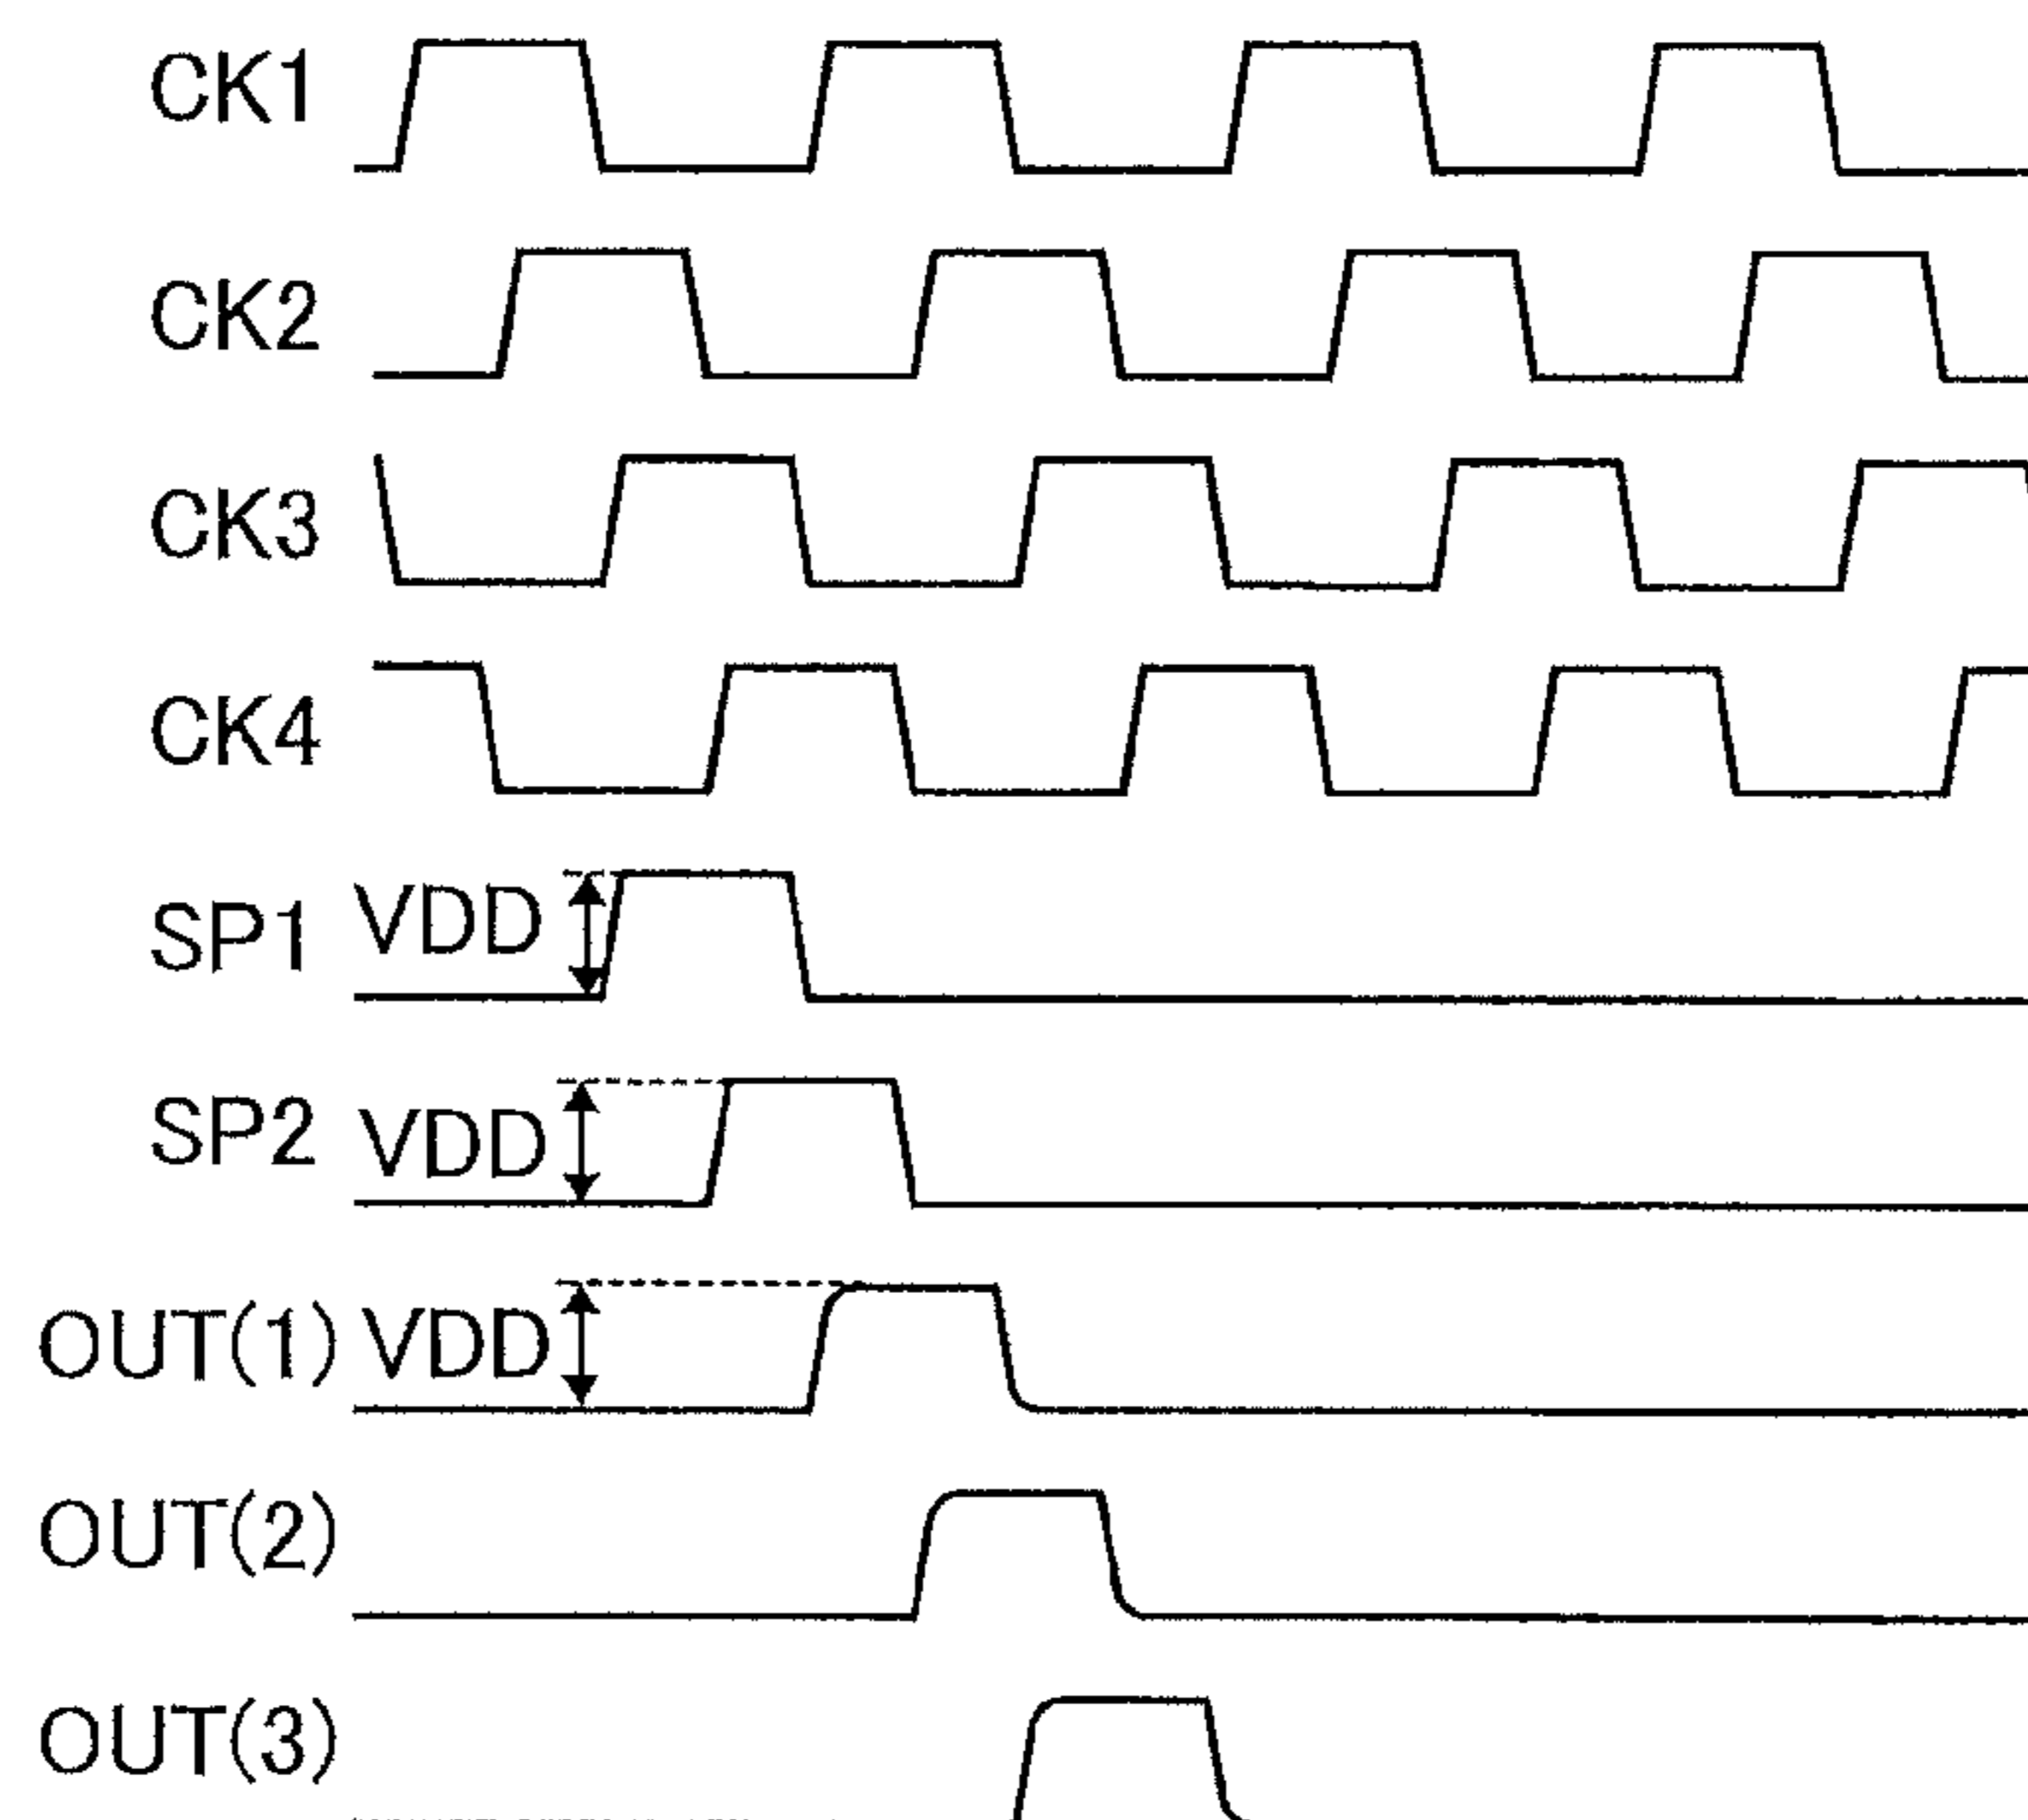 CK1
CK2
CK3
CK4
SP1 VDD
SP2 VDD
OUT(1) VDD
OUT(2)
OUT(3)